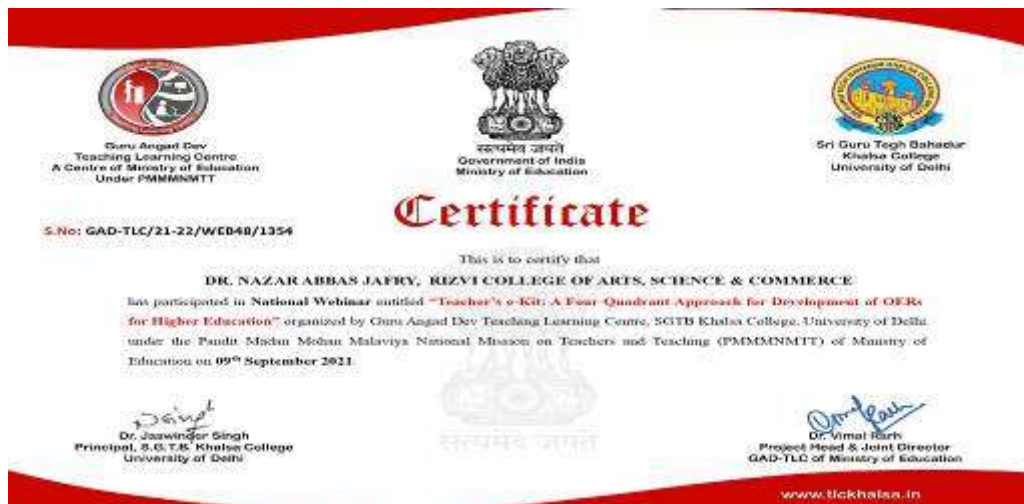 Guru Angad Dev
Teaching Learning Centre
A Centre of Ministry of Education
Under PMMMNMTT
सत्यमेव जयते
Government of India
Ministry of Education
Sri Guru Tegh Bahadur
Khalsa College
University of Delhi
Certificate
S.No: GAD-TLC/21-22/WEB48/1354
This is to certify that
DR. NAZAR ABBAS JAFRY, RIZVI COLLEGE OF ARTS, SCIENCE & COMMERCE
has participated in National Webinar entitled "Teacher's e-Kit: A Four Quadrant Approach for Development of OERs
for Higher Education" organized by Guru Angad Dev Teaching Learning Centre, SGTB Khalsa College, University of Delhi
under the Pandit Madan Mohan Malaviya National Mission on Teachers and Teaching (PMMMNMTT) of Ministry of
Education on 09th September 2021.
सत्यमेव जयते
Dr. Jaswinder Singh
Principal, S.G.T.B. Khalsa College
University of Delhi
Dr. Vimal Rarh
Project Head & Joint Director
GAD-TLC of Ministry of Education
www.tlckhalsa.in